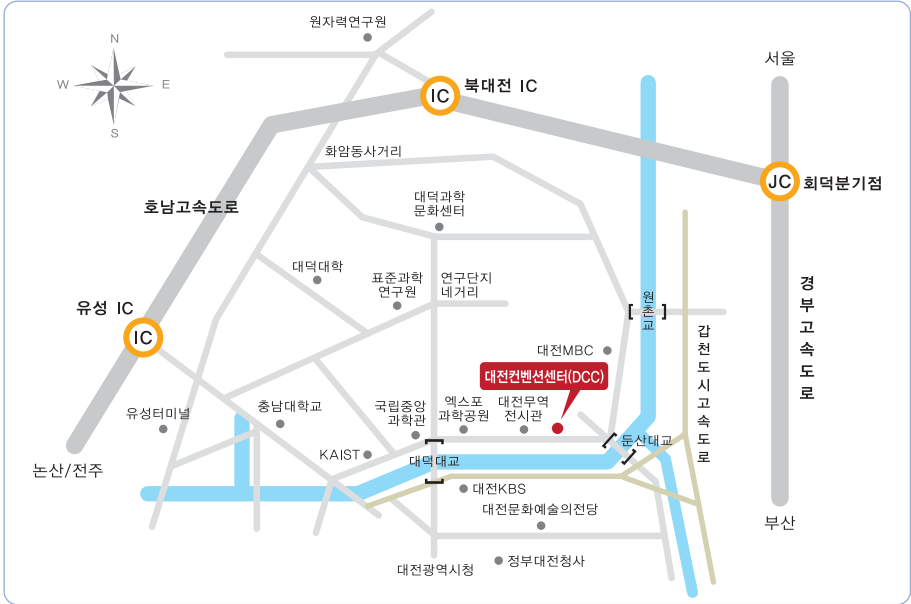 원자력연구원
N
W
E
S
서울
IC
북대전 IC
화암동사거리
JC
회덕분기점
호남고속도로
대덕과학
문화센터
대덕대학
표준과학
연구원
연구단지
네거리
유성 IC
IC
원촌교
갑천도시고속도로
경부고속도로
대전MBC
대전컨벤션센터(DCC)
유성터미널
충남대학교
국립중앙
과학관
엑스포
과학공원
대전무역
전시관
둔산대교
KAIST
대덕대교
논산/전주
대전KBS
대전문화예술의전당
부산
대전광역시청
정부대전청사